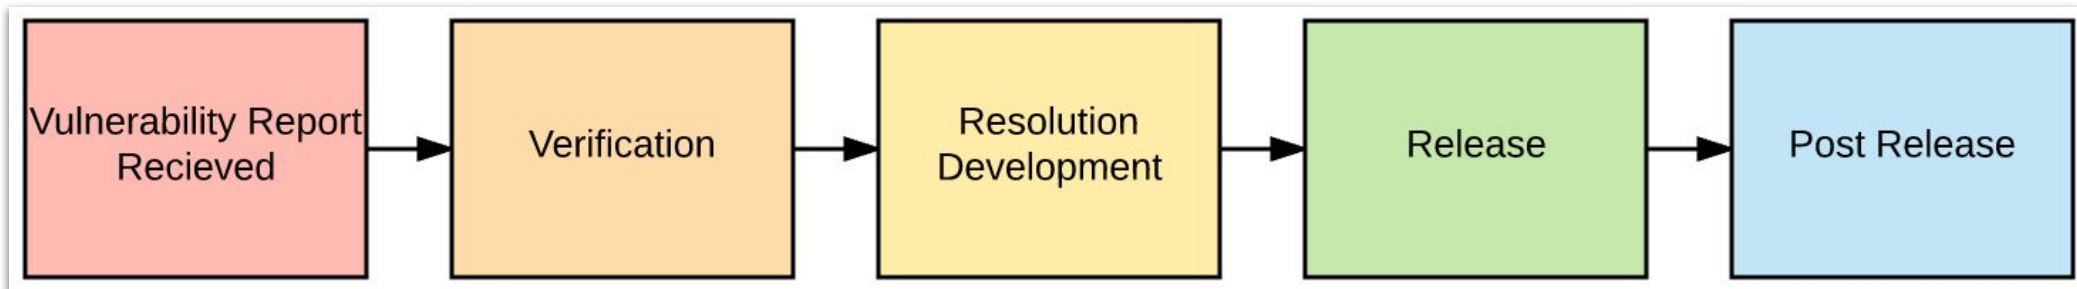 Vulnerability Report
Recieved
Verification
Resolution
Development
Release
Post Release